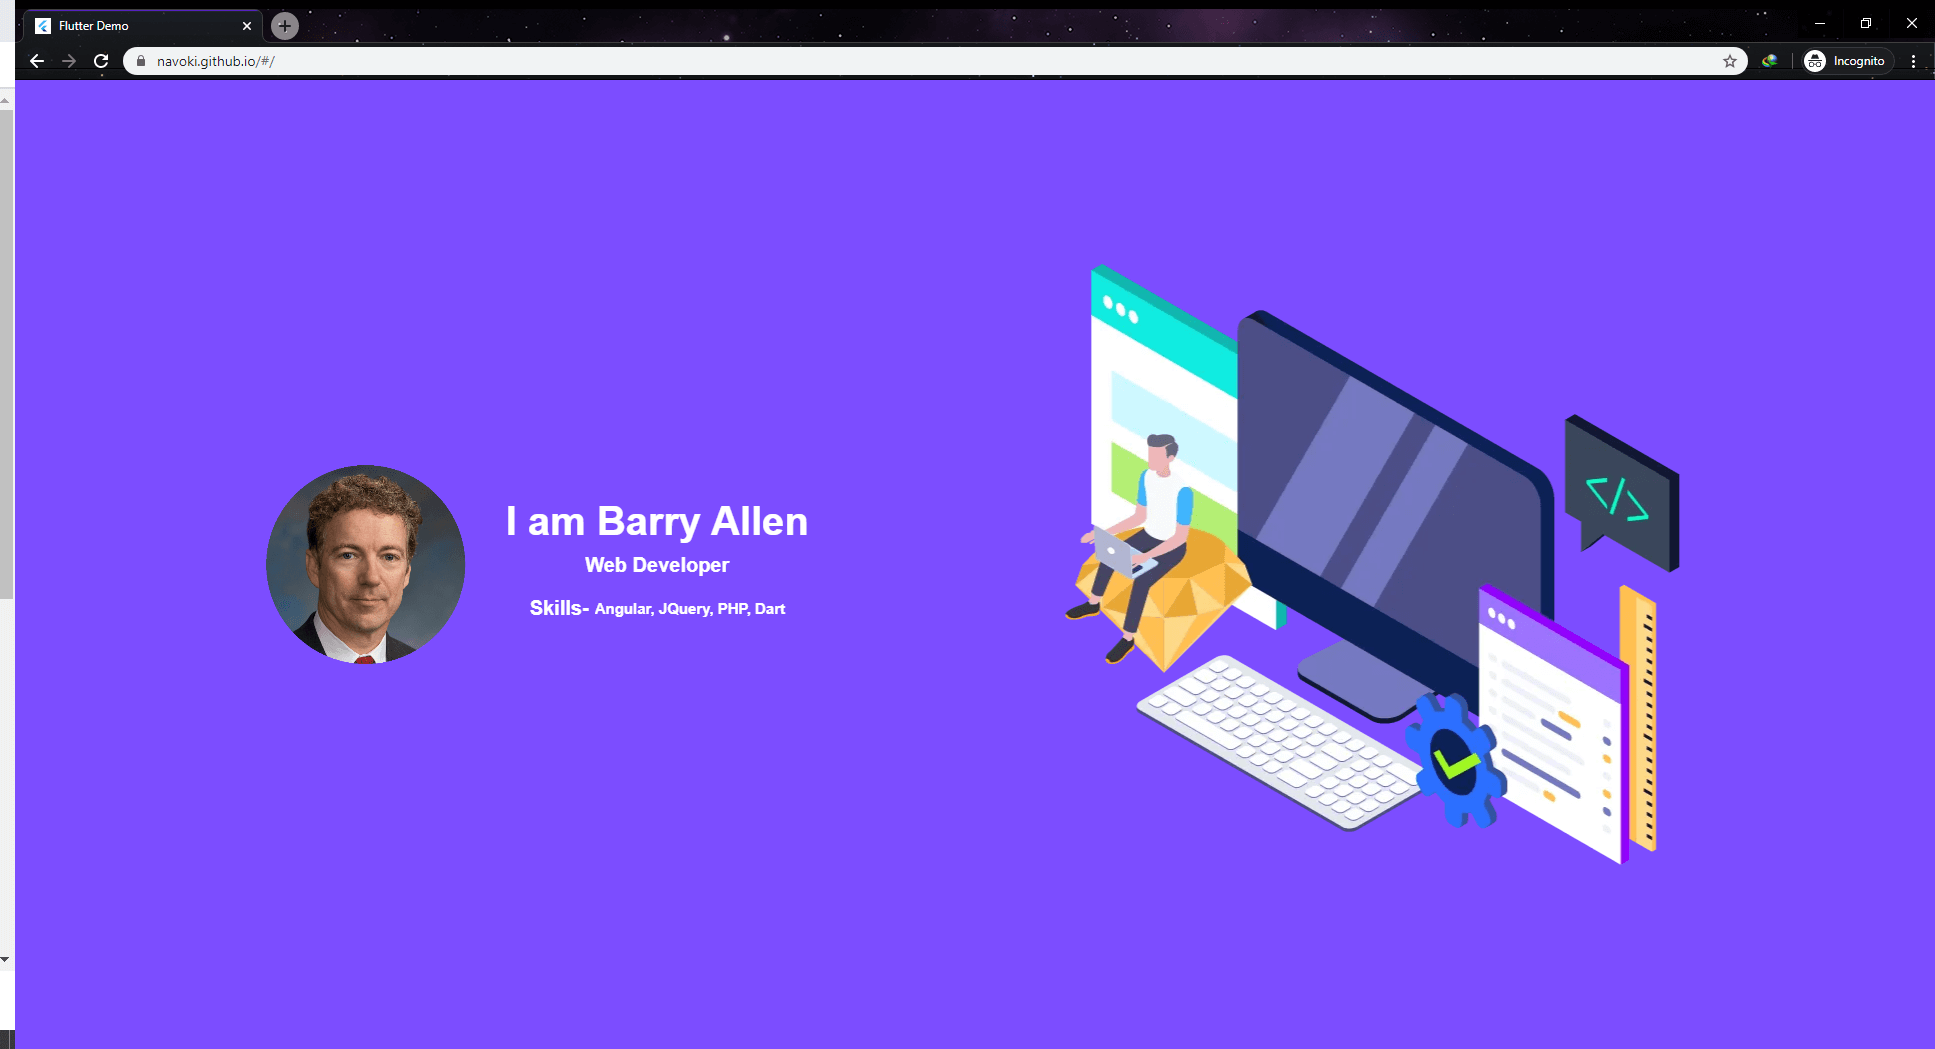 Flutter Demo
navoki.github.io/#/
Incognito
I am Barry Allen
Web Developer
Skills- Angular, JQuery, PHP, Dart